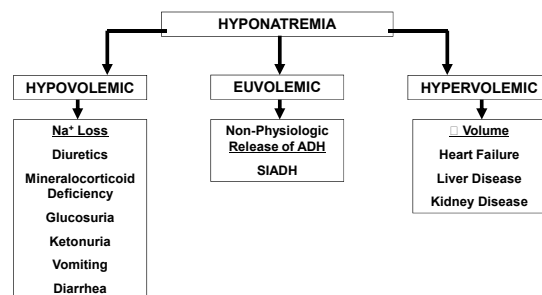 HYPONATREMIA
HYPOVOLEMIC
Na⁺ Loss
Diuretics
Mineralocorticoid
Deficiency
Glucosuria
Ketonuria
Vomiting
Diarrhea
EUVOLEMIC
Non-Physiologic
Release of ADH
SIADH
HYPERVOLEMIC
□ Volume
Heart Failure
Liver Disease
Kidney Disease